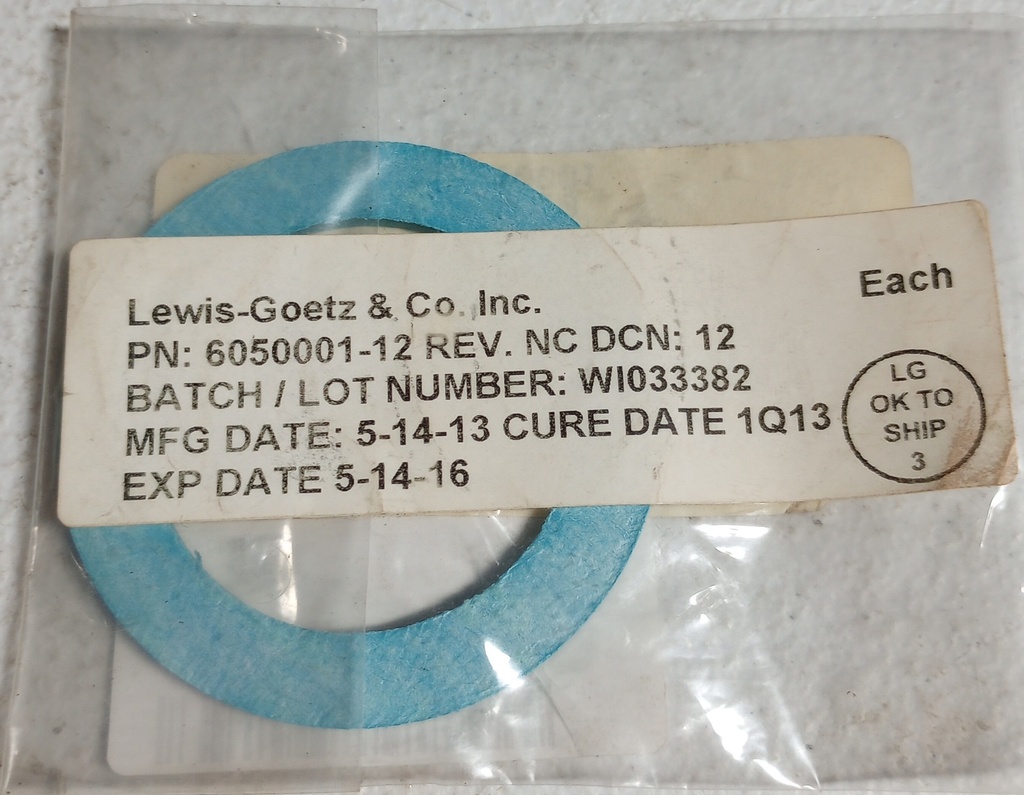 Lewis-Goetz & Co. Inc.
Each
PN: 6050001-12 REV. NC DCN: 12
BATCH / LOT NUMBER: WI033382
MFG DATE: 5-14-13 CURE DATE 1Q13
EXP DATE 5-14-16
LG
OK TO
SHIP
3